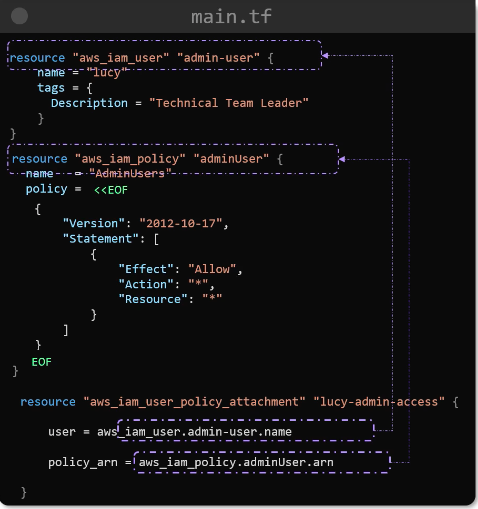 main.tf
resource "aws_iam_user" "admin-user" {
name = "lucy"
tags = {
Description = "Technical Team Leader"
}
}
resource "aws_iam_policy" "adminUser" {
name = "AdminUsers"
policy = <<EOF
{
"Version": "2012-10-17",
"Statement": [
{
"Effect": "Allow",
"Action": "*",
"Resource": "*"
}
]
}
EOF
}
resource "aws_iam_user_policy_attachment" "lucy-admin-access" {
user = aws_iam_user.admin-user.name
policy_arn = aws_iam_policy.adminUser.arn
}